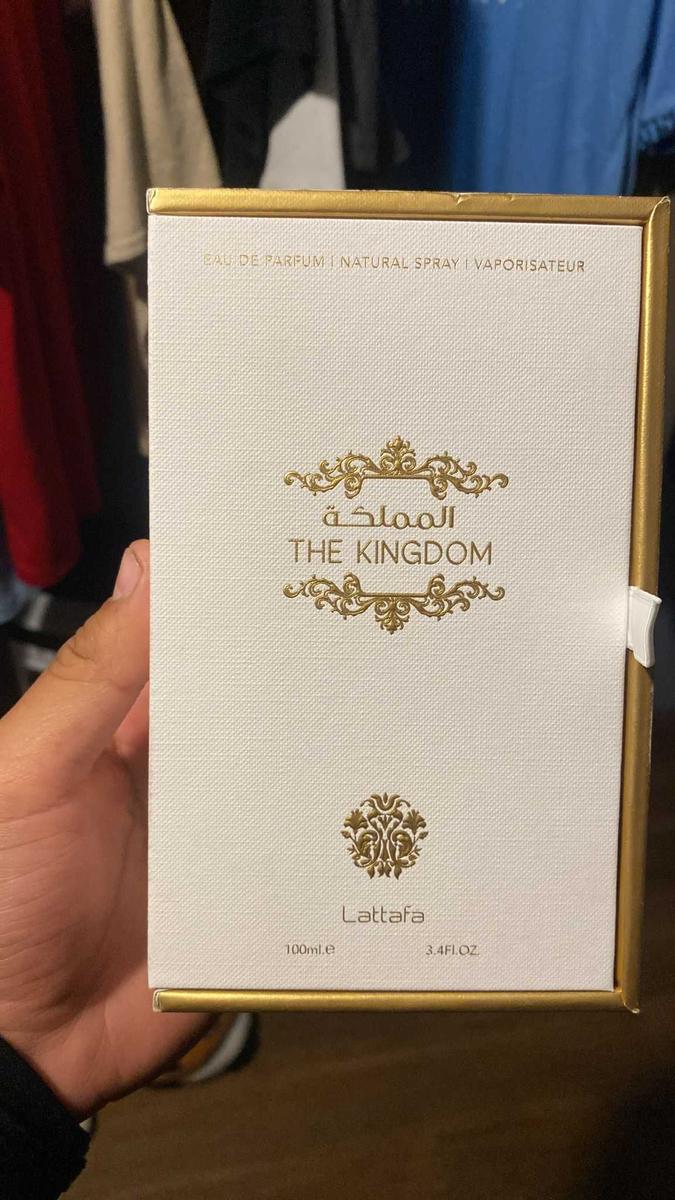 EAU DE PARFUM | NATURAL SPRAY | VAPORISATEUR
المملكة
THE KINGDOM
Lattafa
100ml.e 3.4Fl.OZ.